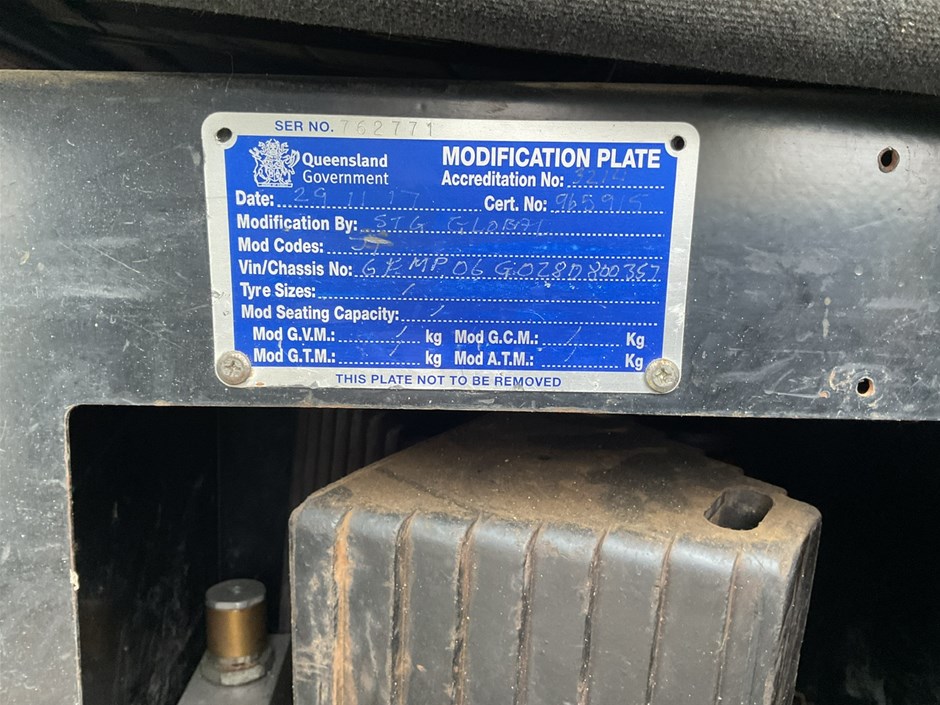 SER NO. 762771
Queensland Government
MODIFICATION PLATE
Accreditation No:
Date: 29 11 17
Cert. No: 965915
Modification By: STG GLOBAL
Mod Codes:
Vin/Chassis No:
Tyre Sizes: /
Mod Seating Capacity: /
Mod G.V.M.: / kg Mod G.C.M.: / Kg
Mod G.T.M.: / kg Mod A.T.M.: / Kg
THIS PLATE NOT TO BE REMOVED